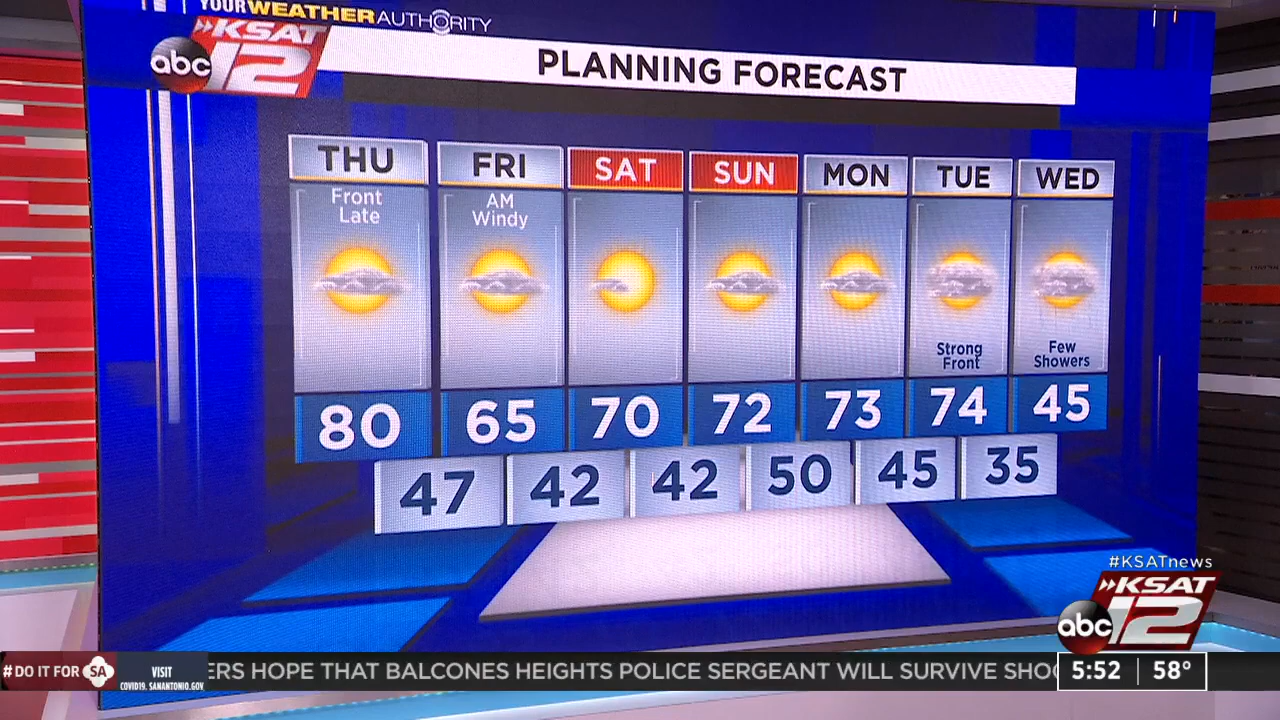 YOUR WEATHER AUTHORITY
KSAT
abc 12
PLANNING FORECAST
THU FRI SAT SUN MON TUE WED
Front Late
AM Windy
Strong Front
Few Showers
80 65 70 72 73 74 45
47 42 42 50 45 35
#KSATnews
KSAT
abc 12
#DO IT FOR SA
VISIT
COVID19.SANANTONIO.GOV
ERS HOPE THAT BALCONES HEIGHTS POLICE SERGEANT WILL SURVIVE SHO
5:52 58°